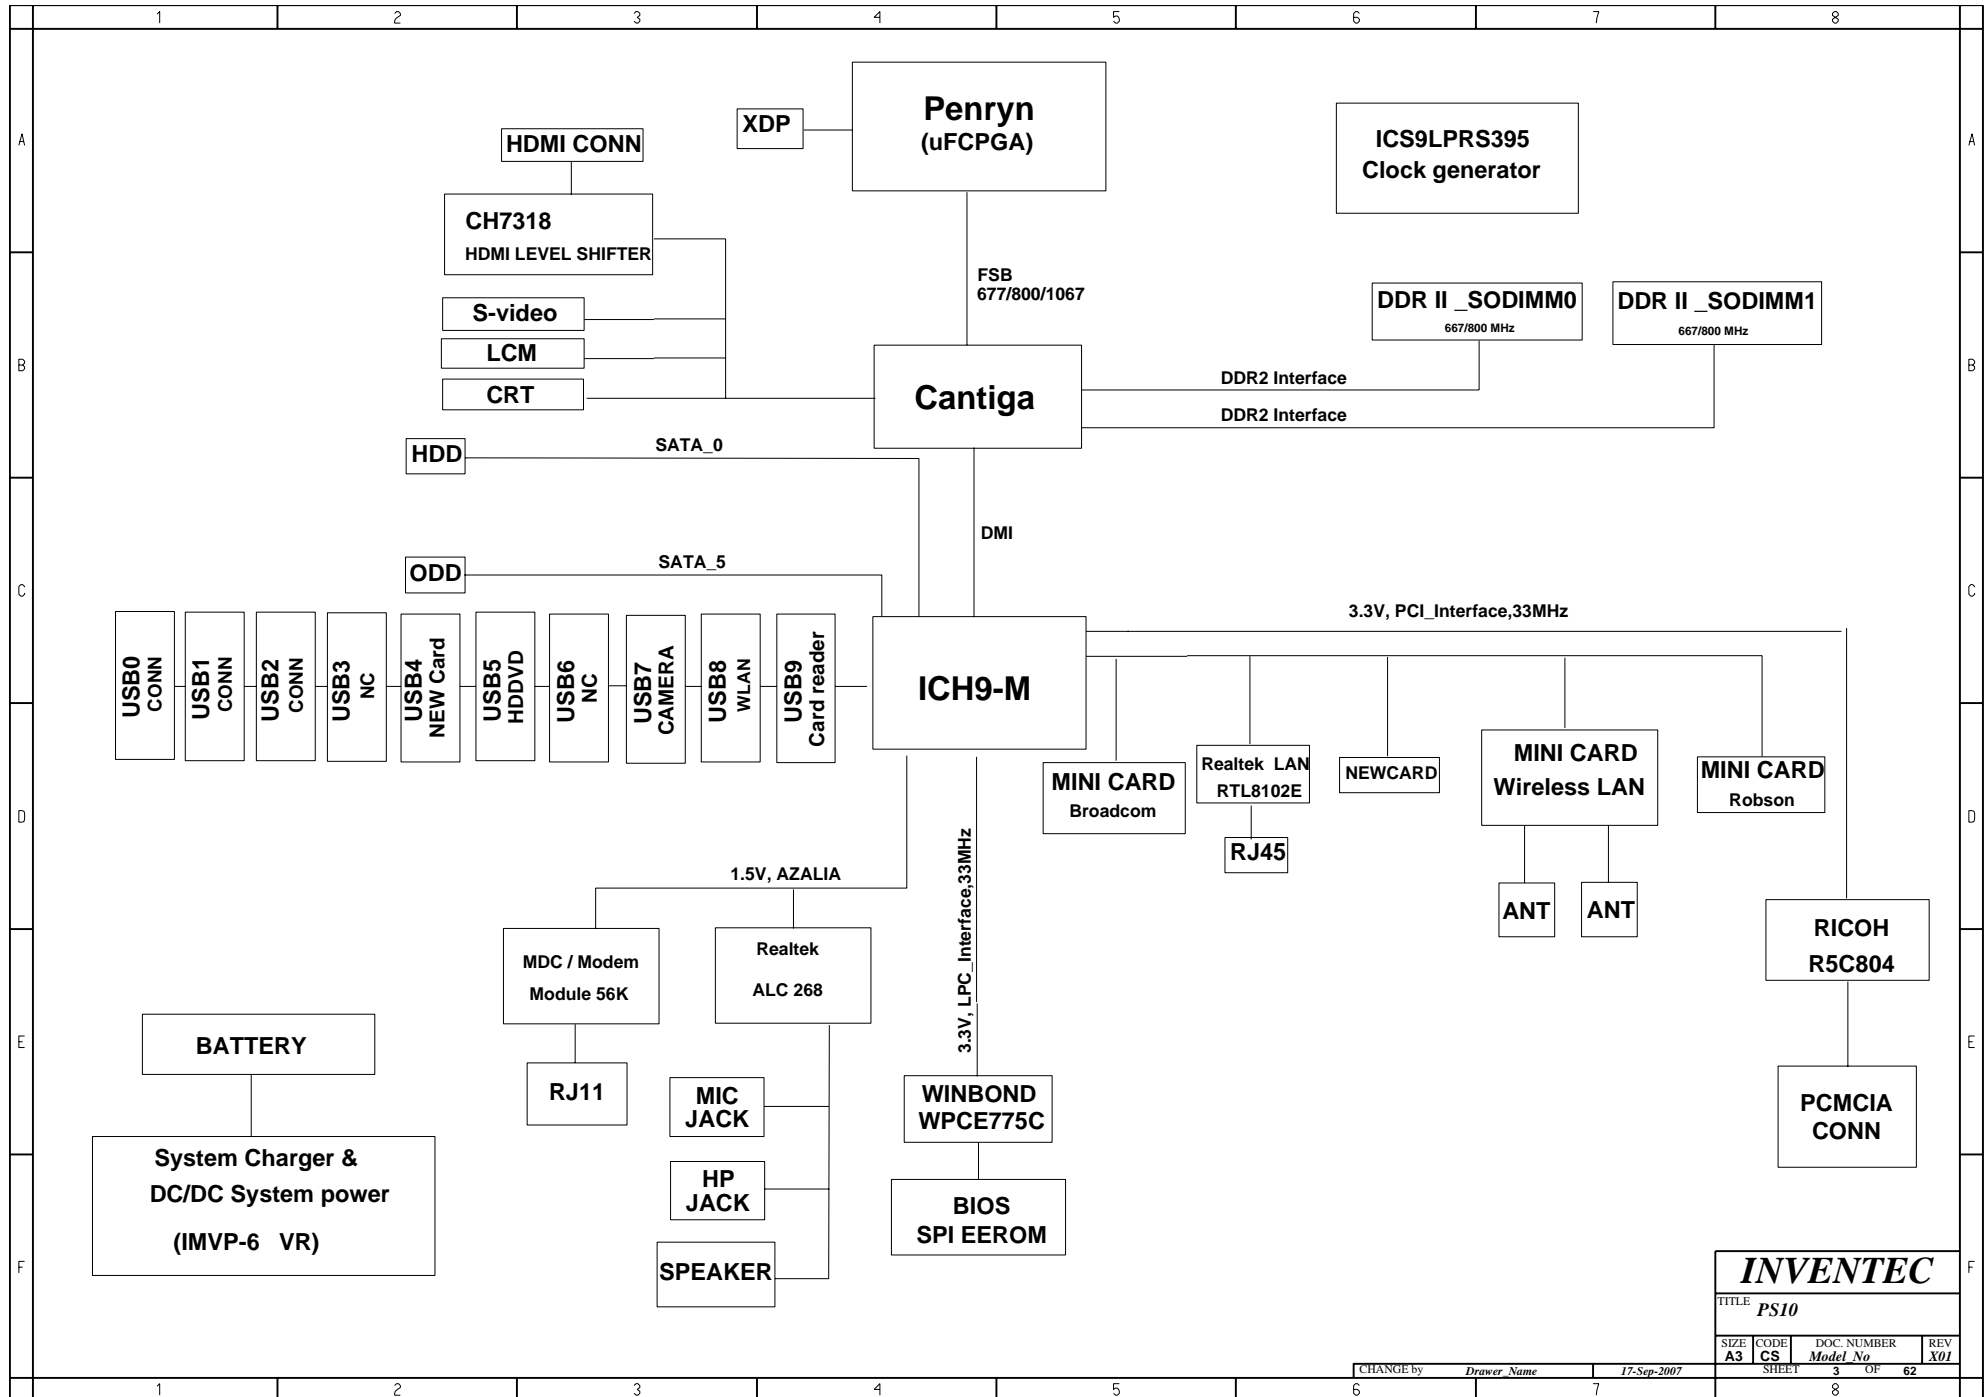 1 2 3 4 5 6 7 8
A A
B B
C C
D D
E E
F F
Penryn
(uFCPGA)
XDP
ICS9LPRS395
Clock generator
HDMI CONN
CH7318
HDMI LEVEL SHIFTER
FSB
677/800/1067
S-video
LCM
CRT
DDR II _SODIMM0
667/800 MHz
DDR II _SODIMM1
667/800 MHz
Cantiga
DDR2 Interface
DDR2 Interface
HDD
SATA_0
DMI
ODD
SATA_5
USB0
CONN
USB1
CONN
USB2
CONN
USB3
NC
USB4
NEW Card
USB5
HDDVD
USB6
NC
USB7
CAMERA
USB8
WLAN
USB9
Card reader
ICH9-M
3.3V, PCI_Interface,33MHz
MINI CARD
Broadcom
Realtek LAN
RTL8102E
RJ45
NEWCARD
MINI CARD
Wireless LAN
ANT
ANT
MINI CARD
Robson
RICOH
R5C804
PCMCIA
CONN
1.5V, AZALIA
3.3V, LPC_Interface,33MHz
MDC / Modem
Module 56K
RJ11
Realtek
ALC 268
MIC
JACK
HP
JACK
SPEAKER
WINBOND
WPCE775C
BIOS
SPI EEROM
BATTERY
System Charger &
DC/DC System power
(IMVP-6 VR)
INVENTEC
TITLE
PS10
SIZE CODE DOC. NUMBER REV
A3 CS Model_No X01
CHANGE by Drawer_Name 17-Sep-2007 SHEET 3 OF 62
1 2 3 4 5 6 7 8